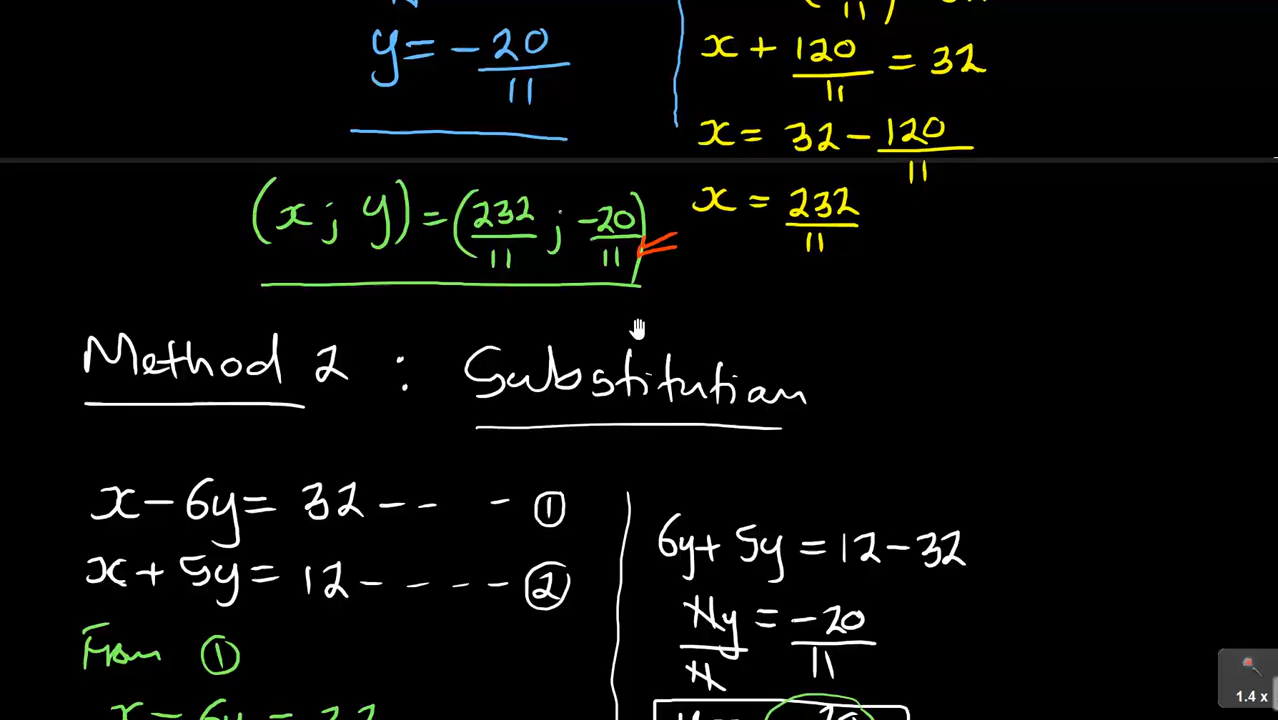 y = -20/11
x + 120/11 = 32
x = 32 - 120/11
x = 232/11
(x ; y) = (232/11 ; -20/11)
Method 2 : Substitution
x - 6y = 32 -- - ①
x + 5y = 12 - - - - - ②
From ①
6y + 5y = 12 - 32
11y/11 = -20/11
1.4 x